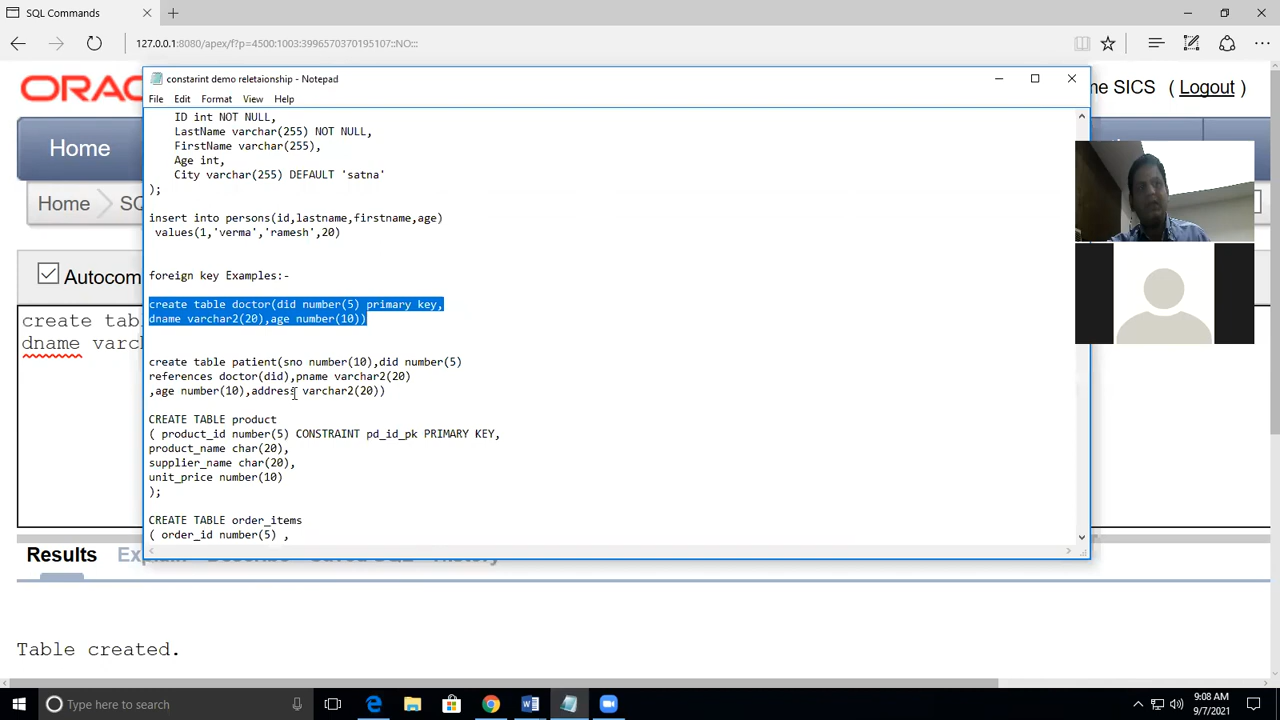 SQL Commands
127.0.0.1:8080/apex/f?p=4500:1003:3996570370195107::NO:::
ORAC
me SICS ( Logout )
Home
Home
SQ
Autocom
create tab
dname varch
constarint demo reletaionship - Notepad
File Edit Format View Help
ID int NOT NULL,
LastName varchar(255) NOT NULL,
FirstName varchar(255),
Age int,
City varchar(255) DEFAULT 'satna'
);
insert into persons(id,lastname,firstname,age)
values(1,'verma','ramesh',20)
foreign key Examples:-
create table doctor(did number(5) primary key,
dname varchar2(20),age number(10))
create table patient(sno number(10),did number(5)
references doctor(did),pname varchar2(20)
,age number(10),address varchar2(20))
CREATE TABLE product
( product_id number(5) CONSTRAINT pd_id_pk PRIMARY KEY,
product_name char(20),
supplier_name char(20),
unit_price number(10)
);
CREATE TABLE order_items
( order_id number(5) ,
Results
Table created.
Type here to search
9:08 AM
9/7/2021